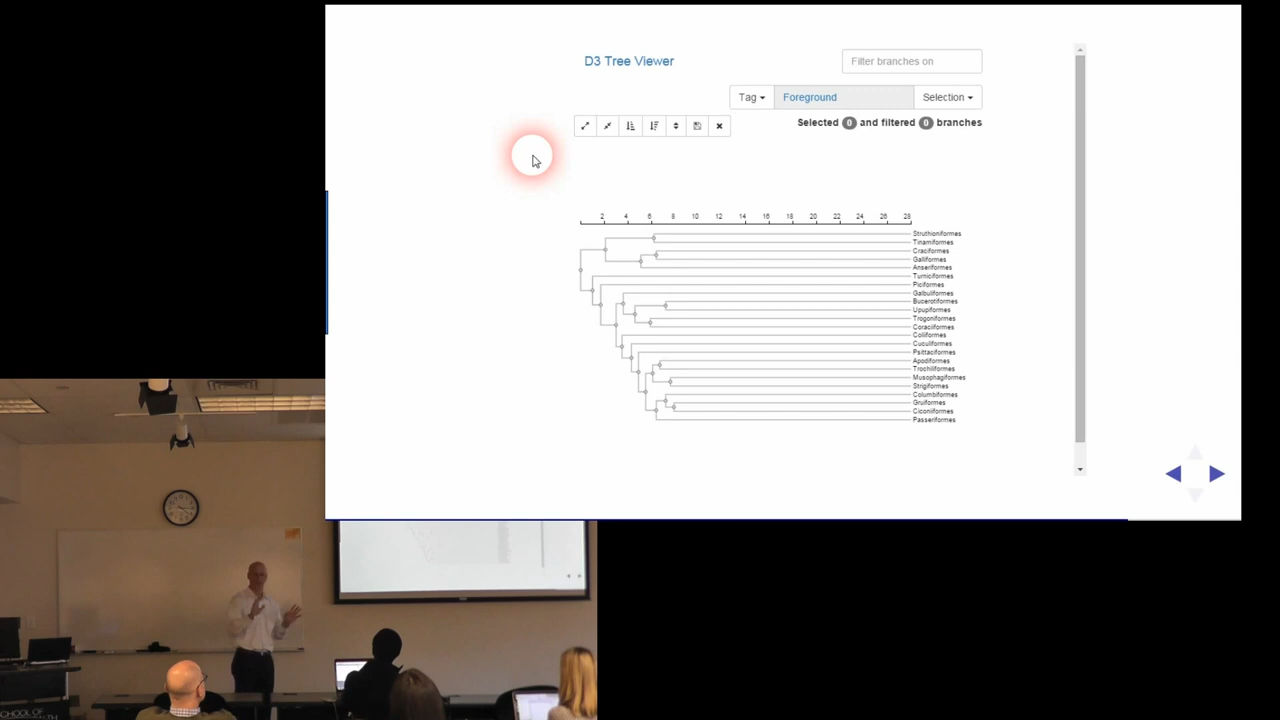 D3 Tree Viewer
Filter branches on
Tag
Foreground
Selection
Selected 0 and filtered 0 branches
2 4 6 8 10 12 14 16 18 20 22 24 26 28
Struthioniformes
Tinamiformes
Craciformes
Galliformes
Anseriformes
Turniciformes
Piciformes
Galbuliformes
Bucerotiformes
Upupiformes
Trogoniformes
Coraciiformes
Coliiformes
Cuculiformes
Psittaciformes
Apodiformes
Trochiliformes
Musophagiformes
Strigiformes
Columbiformes
Gruiformes
Ciconiiformes
Passeriformes
SCHOOL OF